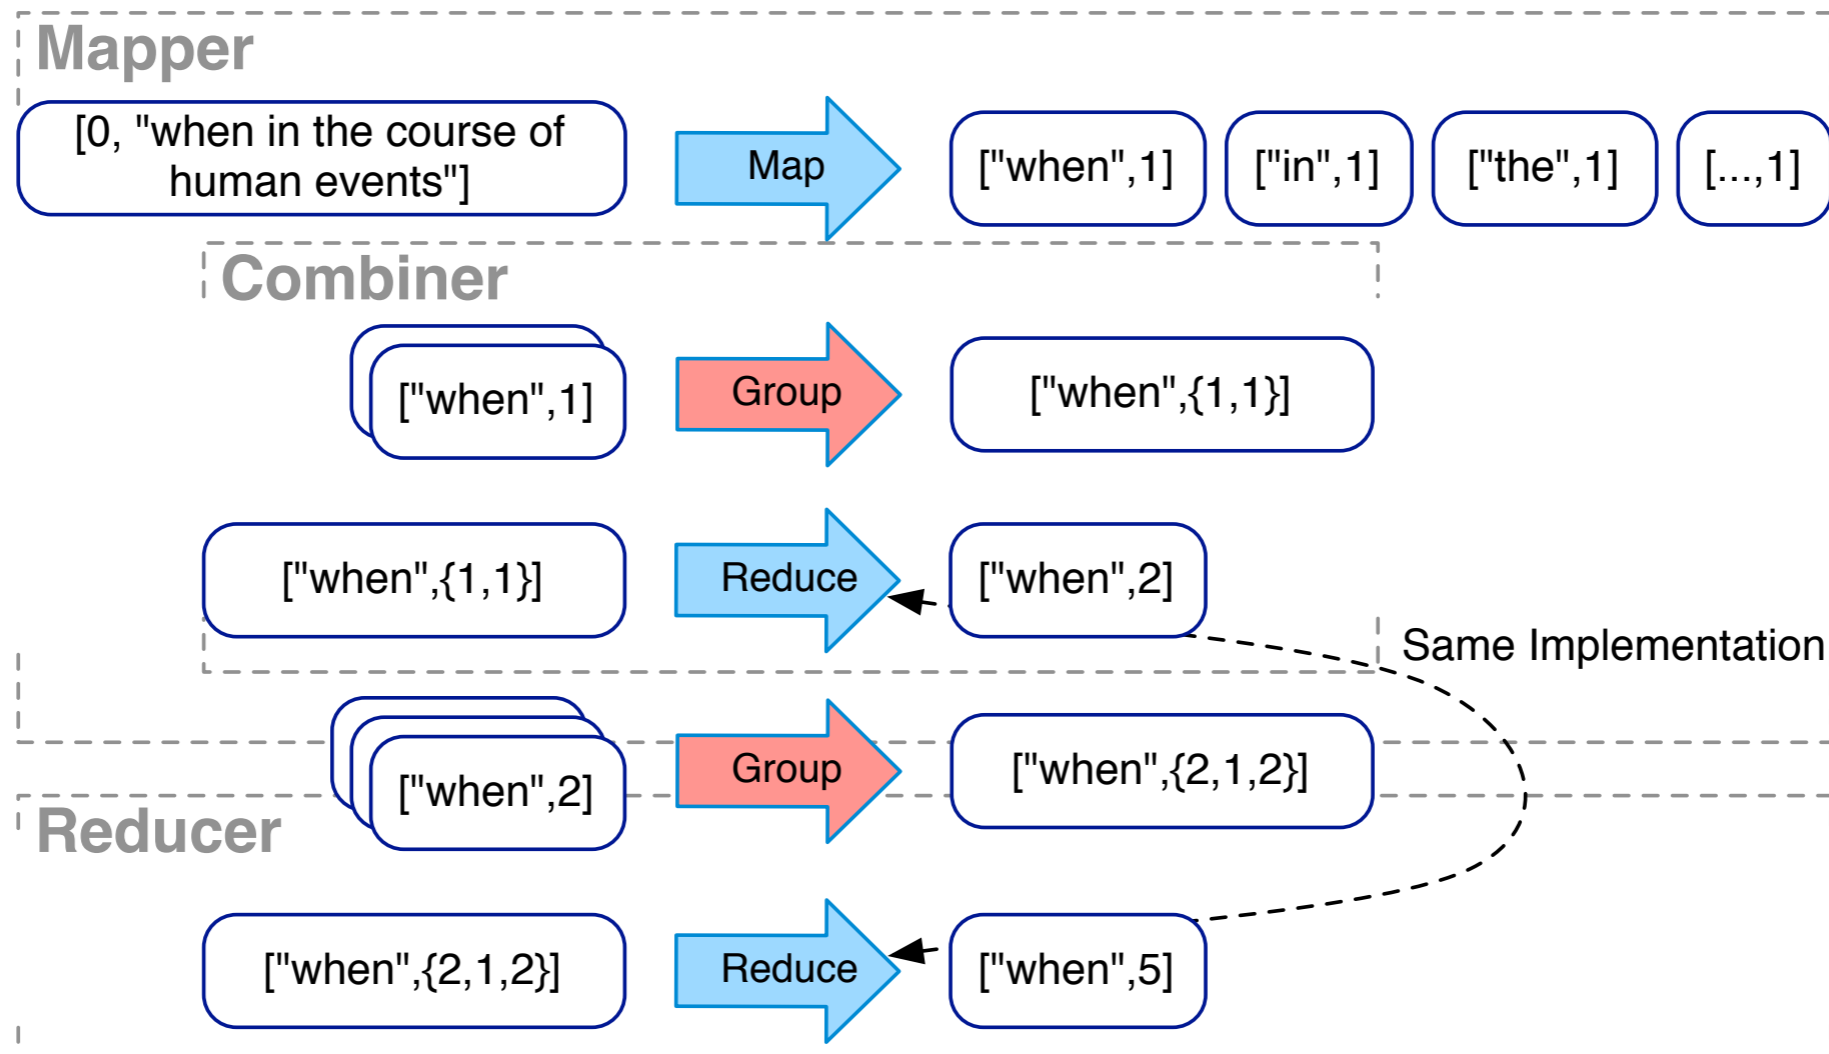 Mapper
[0, "when in the course of
human events"]
Map
["when",1]
["in",1]
["the",1]
[...,1]
Combiner
["when",1]
Group
["when",{1,1}]
["when",{1,1}]
Reduce
["when",2]
Same Implementation
["when",2]
Group
["when",{2,1,2}]
Reducer
["when",{2,1,2}]
Reduce
["when",5]